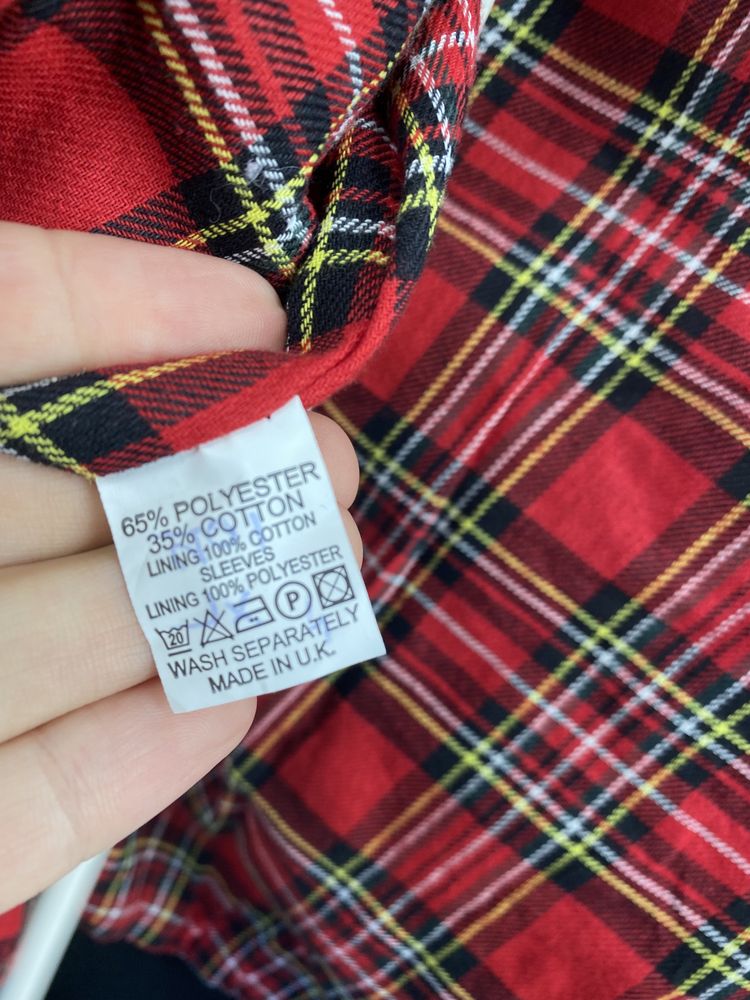 65% POLYESTER
35% COTTON
LINING 100% COTTON
SLEEVES
LINING 100% POLYESTER
20 P
WASH SEPARATELY
MADE IN U.K.